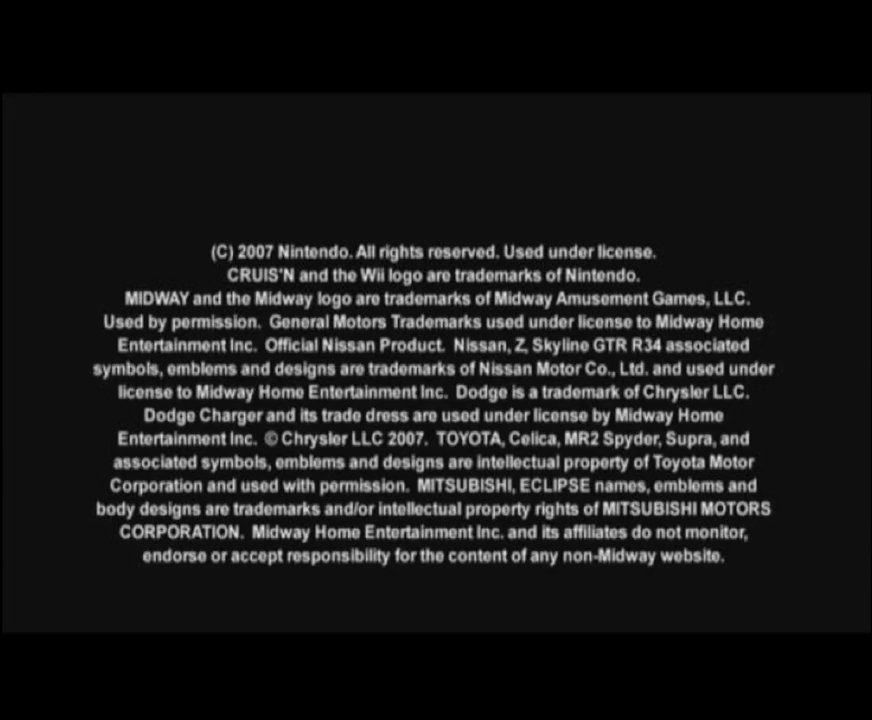 (C) 2007 Nintendo. All rights reserved. Used under license.
CRUIS'N and the Wii logo are trademarks of Nintendo.
MIDWAY and the Midway logo are trademarks of Midway Amusement Games, LLC.
Used by permission. General Motors Trademarks used under license to Midway Home
Entertainment Inc. Official Nissan Product. Nissan, Z, Skyline GTR R34 associated
symbols, emblems and designs are trademarks of Nissan Motor Co., Ltd. and used under
license to Midway Home Entertainment Inc. Dodge is a trademark of Chrysler LLC.
Dodge Charger and its trade dress are used under license by Midway Home
Entertainment Inc. © Chrysler LLC 2007. TOYOTA, Celica, MR2 Spyder, Supra, and
associated symbols, emblems and designs are intellectual property of Toyota Motor
Corporation and used with permission. MITSUBISHI, ECLIPSE names, emblems and
body designs are trademarks and/or intellectual property rights of MITSUBISHI MOTORS
CORPORATION. Midway Home Entertainment Inc. and its affiliates do not monitor,
endorse or accept responsibility for the content of any non-Midway website.